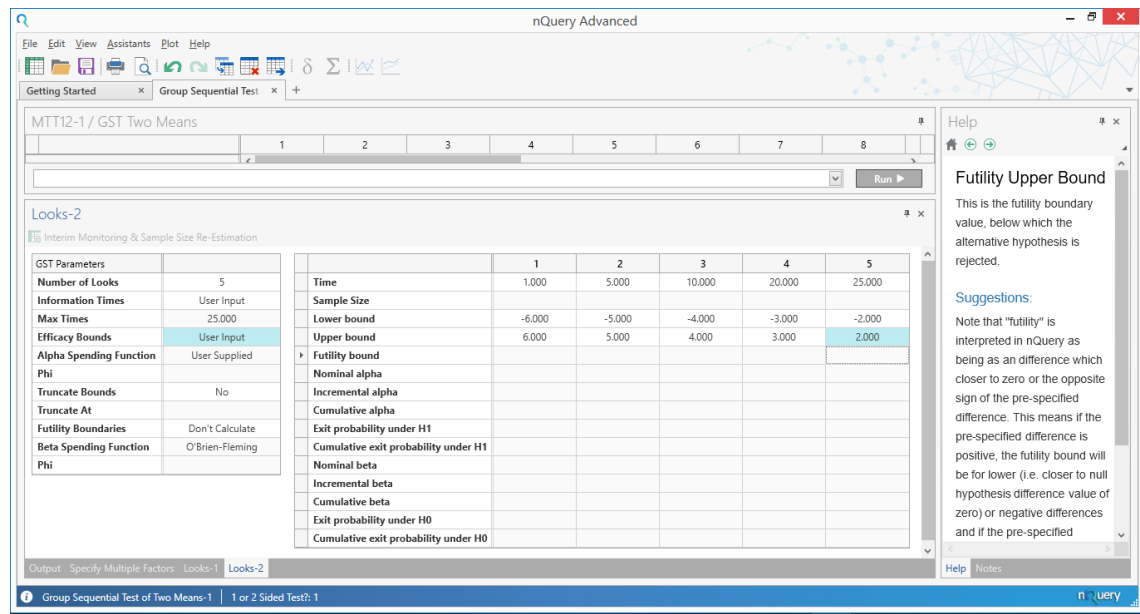 nQuery Advanced
File Edit View Assistants Plot Help
δ Σ
Getting Started × Group Sequential Test × +
MTT12-1 / GST Two Means
1 2 3 4 5 6 7 8
Run
Looks-2
Interim Monitoring & Sample Size Re-Estimation
GST Parameters
Number of Looks 5
Information Times User Input
Max Times 25.000
Efficacy Bounds User Input
Alpha Spending Function User Supplied
Phi
Truncate Bounds No
Truncate At
Futility Boundaries Don't Calculate
Beta Spending Function O'Brien-Fleming
Phi
1 2 3 4 5
Time 1.000 5.000 10.000 20.000 25.000
Sample Size
Lower bound -6.000 -5.000 -4.000 -3.000 -2.000
Upper bound 6.000 5.000 4.000 3.000 2.000
Futility bound
Nominal alpha
Incremental alpha
Cumulative alpha
Exit probability under H1
Cumulative exit probability under H1
Nominal beta
Incremental beta
Cumulative beta
Exit probability under H0
Cumulative exit probability under H0
Output Specify Multiple Factors Looks-1 Looks-2
Help
Futility Upper Bound
This is the futility boundary
value, below which the
alternative hypothesis is
rejected.
Suggestions:
Note that "futility" is
interpreted in nQuery as
being as an difference which
closer to zero or the opposite
sign of the pre-specified
difference. This means if the
pre-specified difference is
positive, the futility bound will
be for lower (i.e. closer to null
hypothesis difference value of
zero) or negative differences
and if the pre-specified
Help Notes
Group Sequential Test of Two Means-1 1 or 2 Sided Test?: 1
nQuery